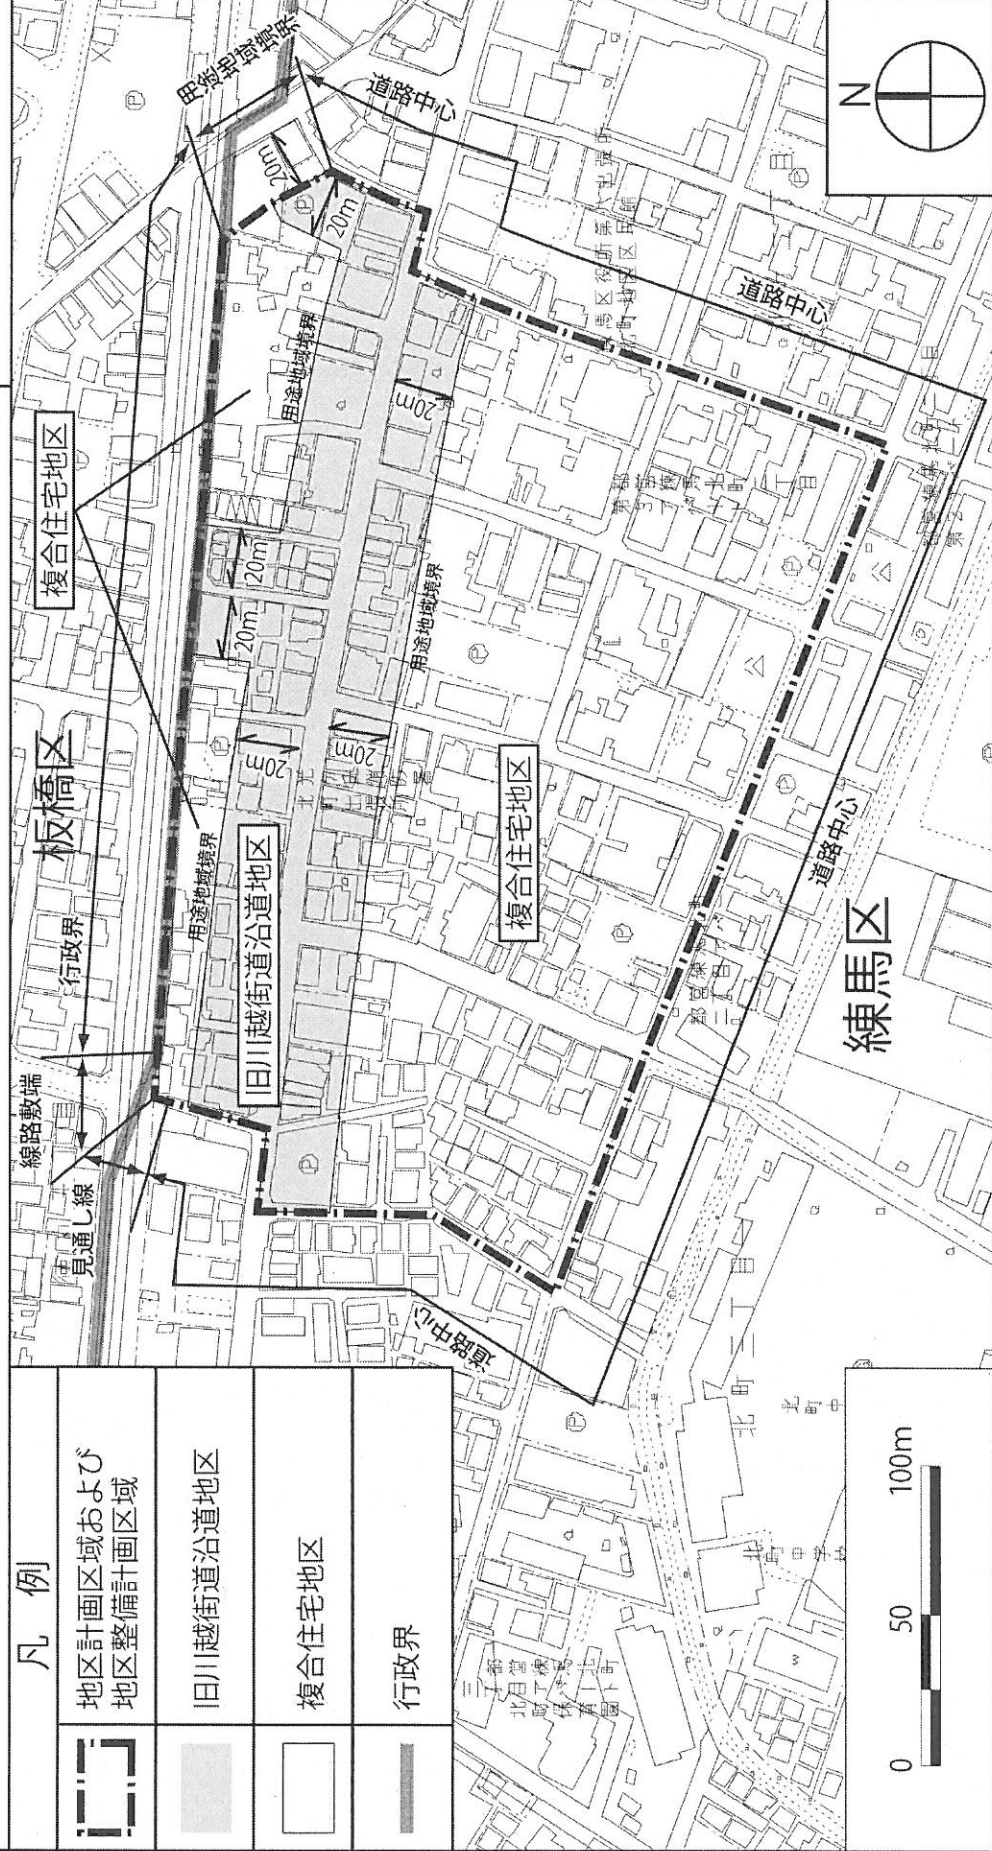 凡 例
地区計画区域および
地区整備計画区域
旧川越街道沿道地区
複合住宅地区
行政界
見通し線
線路敷端
行政界
板橋区
複合住宅地区
用途地域境界
道路中心
用途地域境界
用途地域境界
旧川越街道沿道地区
20m
20m
20m
20m
20m
20m
20m
用途地域境界
複合住宅地区
道路中心
道路中心
道路中心
練馬区
北町二丁目
0 50 100m
N